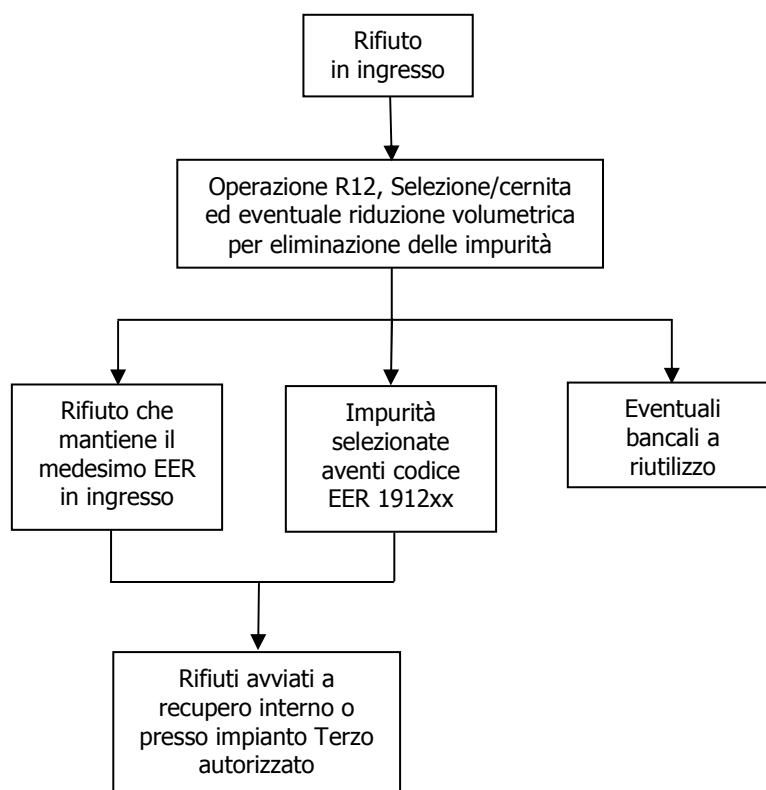 Rifiuto
in ingresso
Operazione R12, Selezione/cernita
ed eventuale riduzione volumetrica
per eliminazione delle impurità
Rifiuto che
mantiene il
medesimo EER
in ingresso
Impurità
selezionate
aventi codice
EER 1912xx
Eventuali
bancali a
riutilizzo
Rifiuti avviati a
recupero interno o
presso impianto Terzo
autorizzato